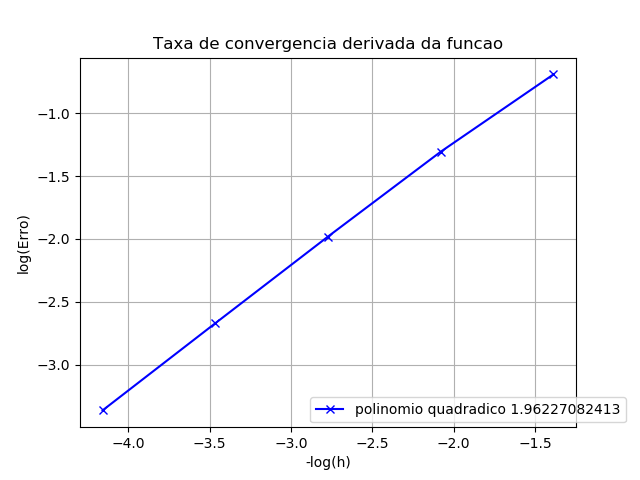 Taxa de convergencia derivada da funcao
log(Erro)
−1.0
−1.5
−2.0
−2.5
−3.0
polinomio quadradico 1.96227082413
−4.0 −3.5 −3.0 −2.5 −2.0 −1.5
-log(h)